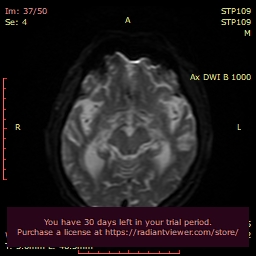 Im: 37/50
Se: 4
A
STP109
STP109
M
Ax DWI B 1000
R
L
You have 30 days left in your trial period.
Purchase a license at https://radiantviewer.com/store/